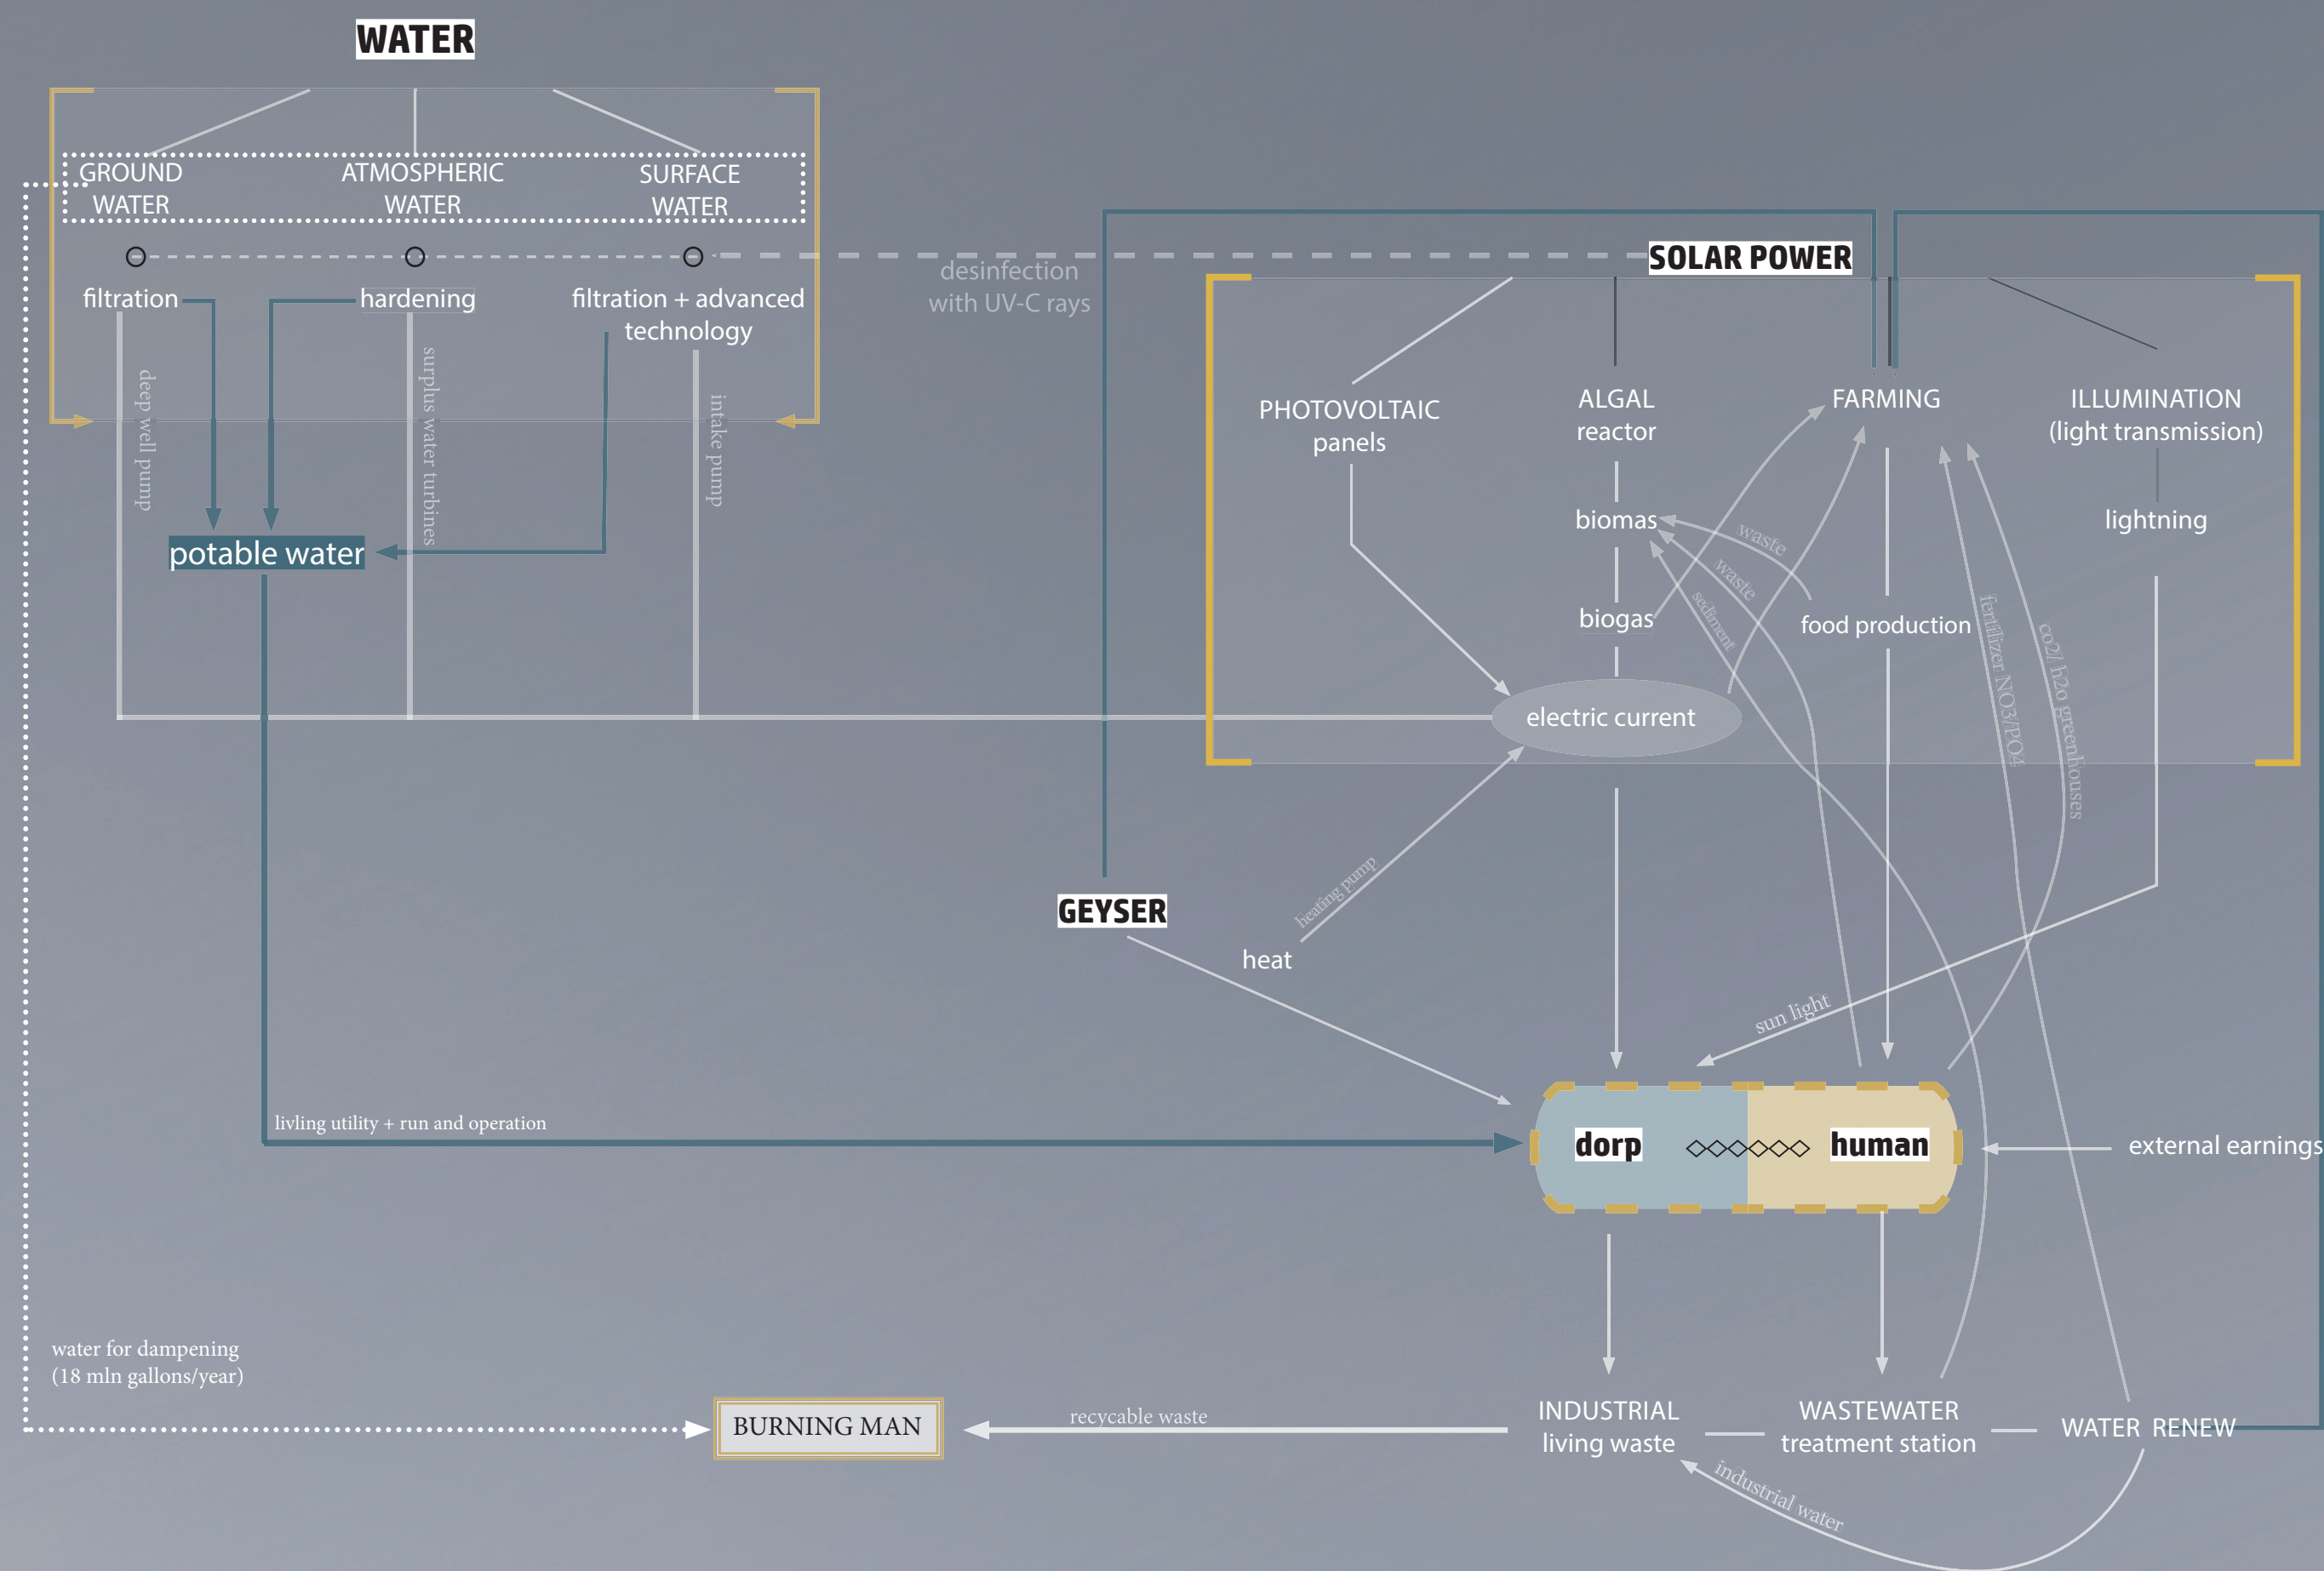 WATER
GROUND
WATER
ATMOSPHERIC
WATER
SURFACE
WATER
filtration
hardening
filtration + advanced
technology
deep well pump
surplus water turbines
intake pump
potable water
desinfection
with UV-C rays
SOLAR POWER
PHOTOVOLTAIC
panels
ALGAL
reactor
FARMING
ILLUMINATION
(light transmission)
biomas
lightning
waste
waste
sediment
biogas
food production
fertilizer NO3/PO4
co2/ h2o greenhouses
electric current
heating pump
GEYSER
heat
sun light
livling utility + run and operation
dorp
human
external earnings
water for dampening
(18 mln gallons/year)
BURNING MAN
recycable waste
INDUSTRIAL
living waste
WASTEWATER
treatment station
WATER RENEW
industrial water